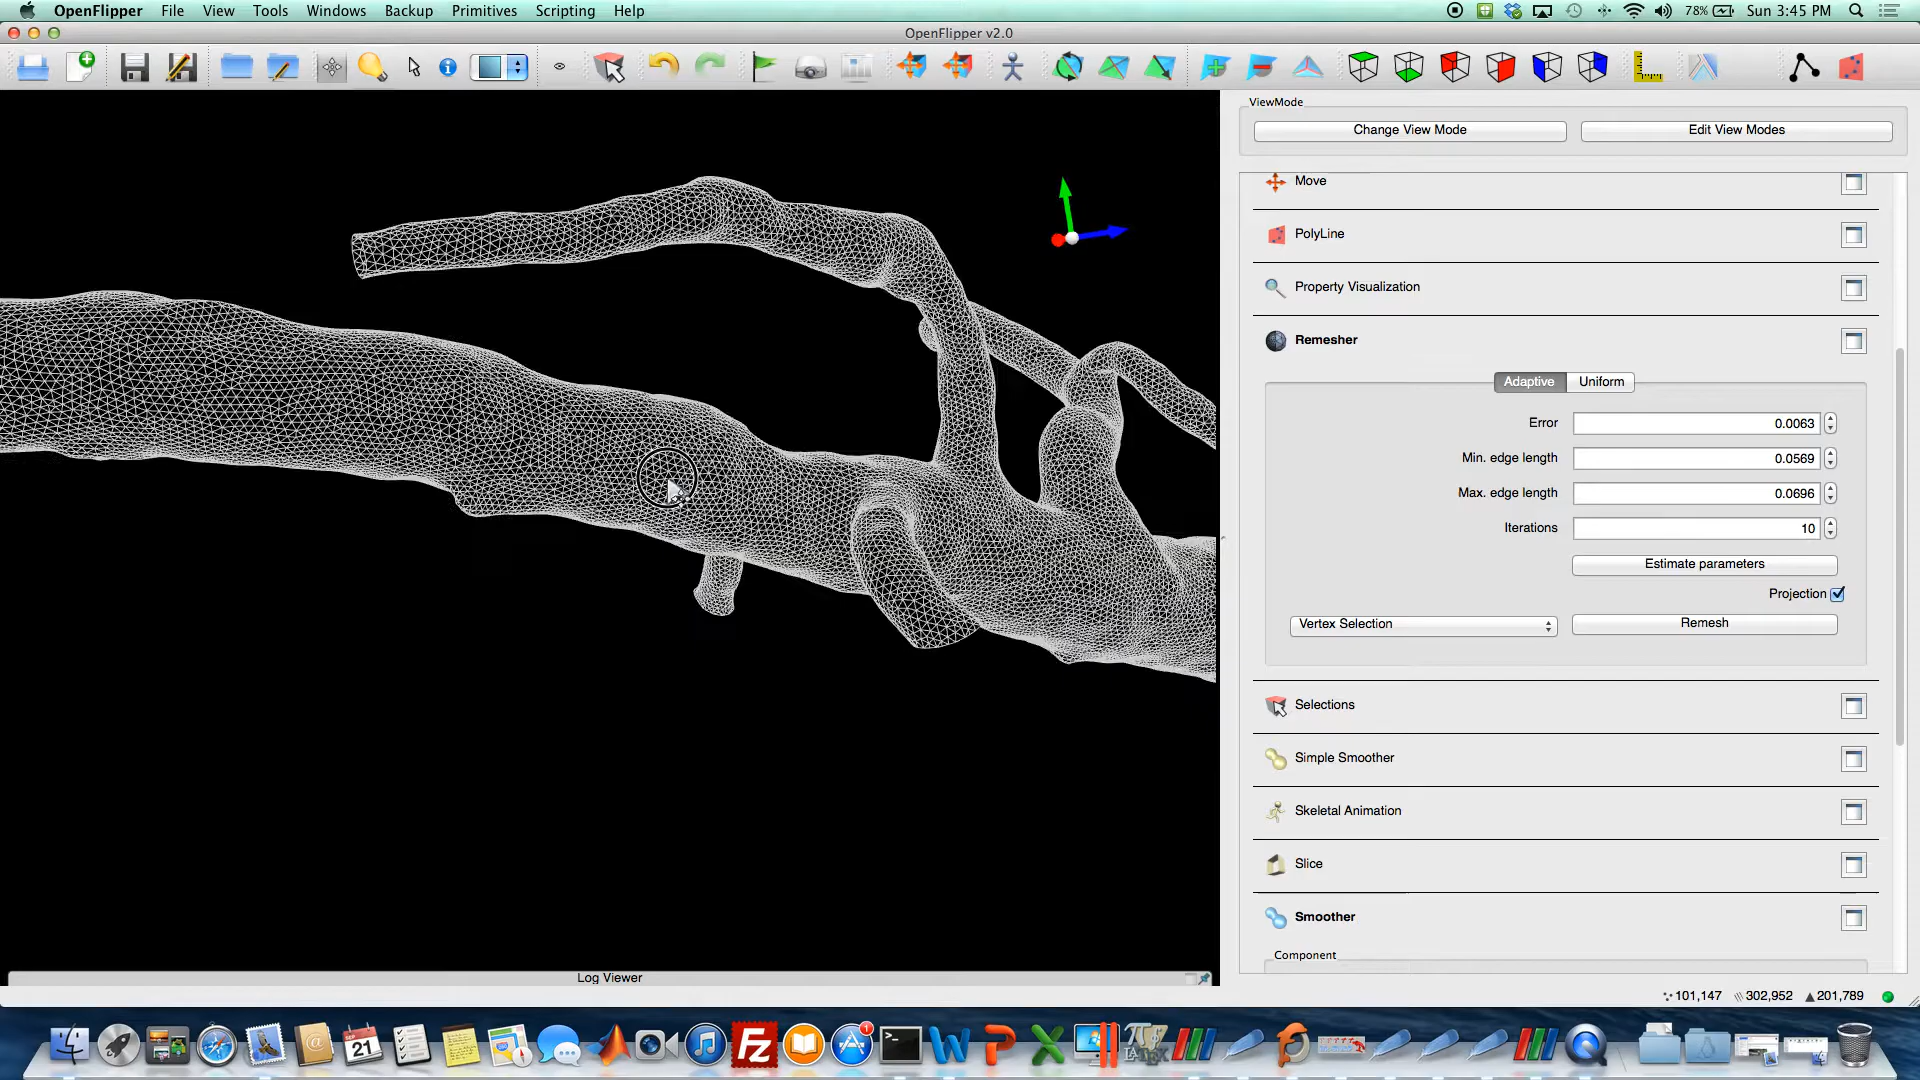 OpenFlipper File View Tools Windows Backup Primitives Scripting Help 78% Sun 3:45 PM
OpenFlipper v2.0
ViewMode
Change View Mode Edit View Modes
Move
PolyLine
Property Visualization
Remesher
Adaptive Uniform
Error 0.0063
Min. edge length 0.0569
Max. edge length 0.0696
Iterations 10
Estimate parameters
Projection
Vertex Selection Remesh
Selections
Simple Smoother
Skeletal Animation
Slice
Smoother
Component
Log Viewer
101,147 302,952 201,789
21
1